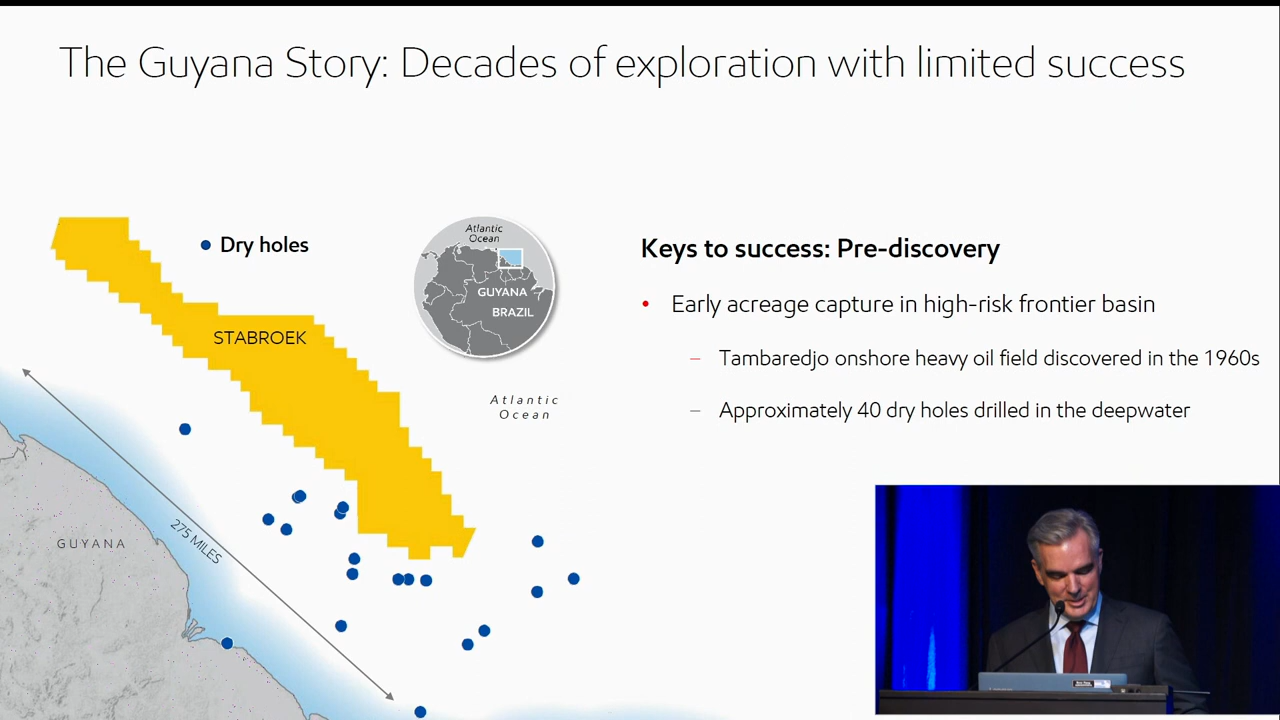 The Guyana Story: Decades of exploration with limited success
Dry holes
STABROEK
Atlantic
Ocean
GUYANA
BRAZIL
Atlantic
Ocean
275 MILES
GUYANA
Keys to success: Pre-discovery
• Early acreage capture in high-risk frontier basin
– Tambaredjo onshore heavy oil field discovered in the 1960s
– Approximately 40 dry holes drilled in the deepwater